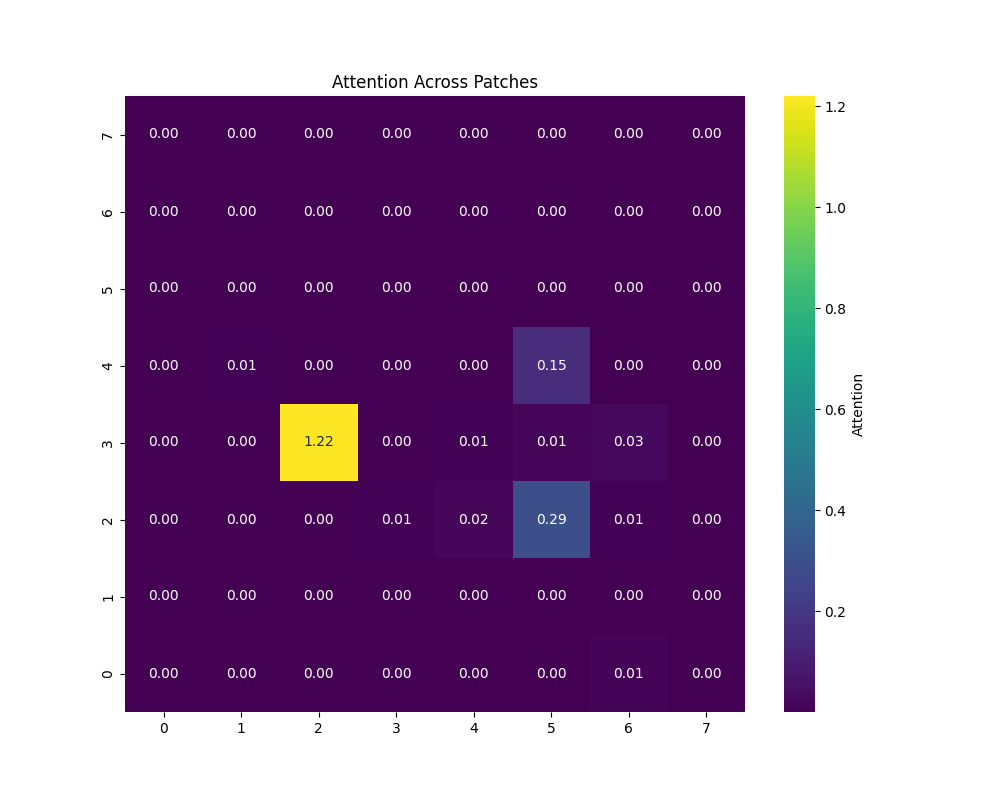 Attention Across Patches
7 0.00 0.00 0.00 0.00 0.00 0.00 0.00 0.00
6 0.00 0.00 0.00 0.00 0.00 0.00 0.00 0.00
5 0.00 0.00 0.00 0.00 0.00 0.00 0.00 0.00
4 0.00 0.01 0.00 0.00 0.00 0.15 0.00 0.00
3 0.00 0.00 1.22 0.00 0.01 0.01 0.03 0.00
2 0.00 0.00 0.00 0.01 0.02 0.29 0.01 0.00
1 0.00 0.00 0.00 0.00 0.00 0.00 0.00 0.00
0 0.00 0.00 0.00 0.00 0.00 0.00 0.01 0.00
0 1 2 3 4 5 6 7
1.2
1.0
0.8
0.6
0.4
0.2
Attention